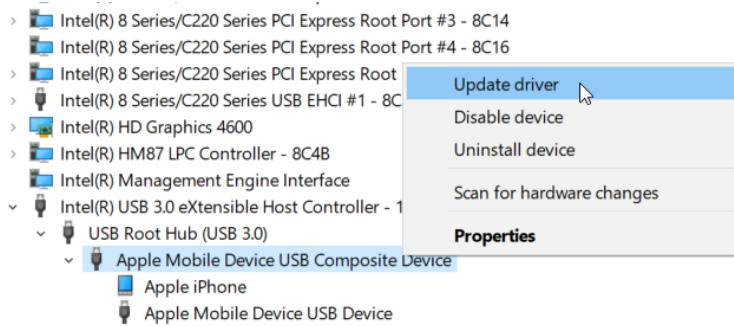 Intel(R) 8 Series/C220 Series PCI Express Root Port #3 - 8C14
Intel(R) 8 Series/C220 Series PCI Express Root Port #4 - 8C16
Intel(R) 8 Series/C220 Series PCI Express Root
Intel(R) 8 Series/C220 Series USB EHCI #1 - 8C
Intel(R) HD Graphics 4600
Intel(R) HM87 LPC Controller - 8C4B
Intel(R) Management Engine Interface
Intel(R) USB 3.0 eXtensible Host Controller - 1
USB Root Hub (USB 3.0)
Apple Mobile Device USB Composite Device
Apple iPhone
Apple Mobile Device USB Device
Update driver
Disable device
Uninstall device
Scan for hardware changes
Properties